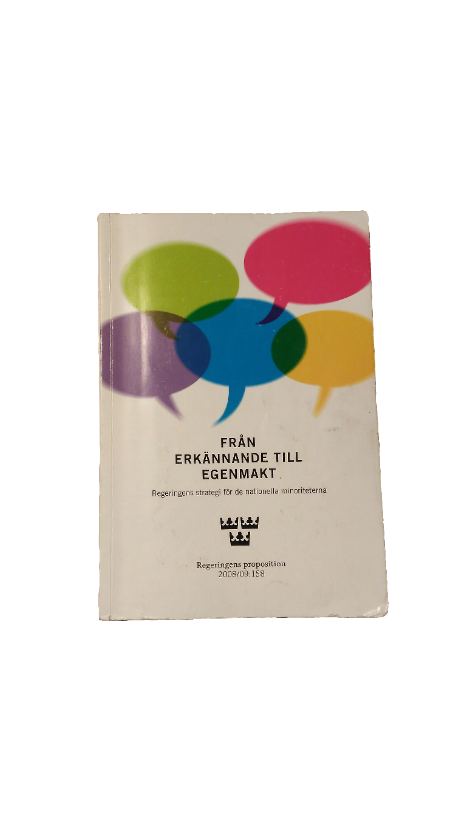 FRÅN
ERKÄNNANDE TILL
EGENMAKT
Regeringens strategi för de nationella minoriteterna
Regeringens proposition
2008/09:158